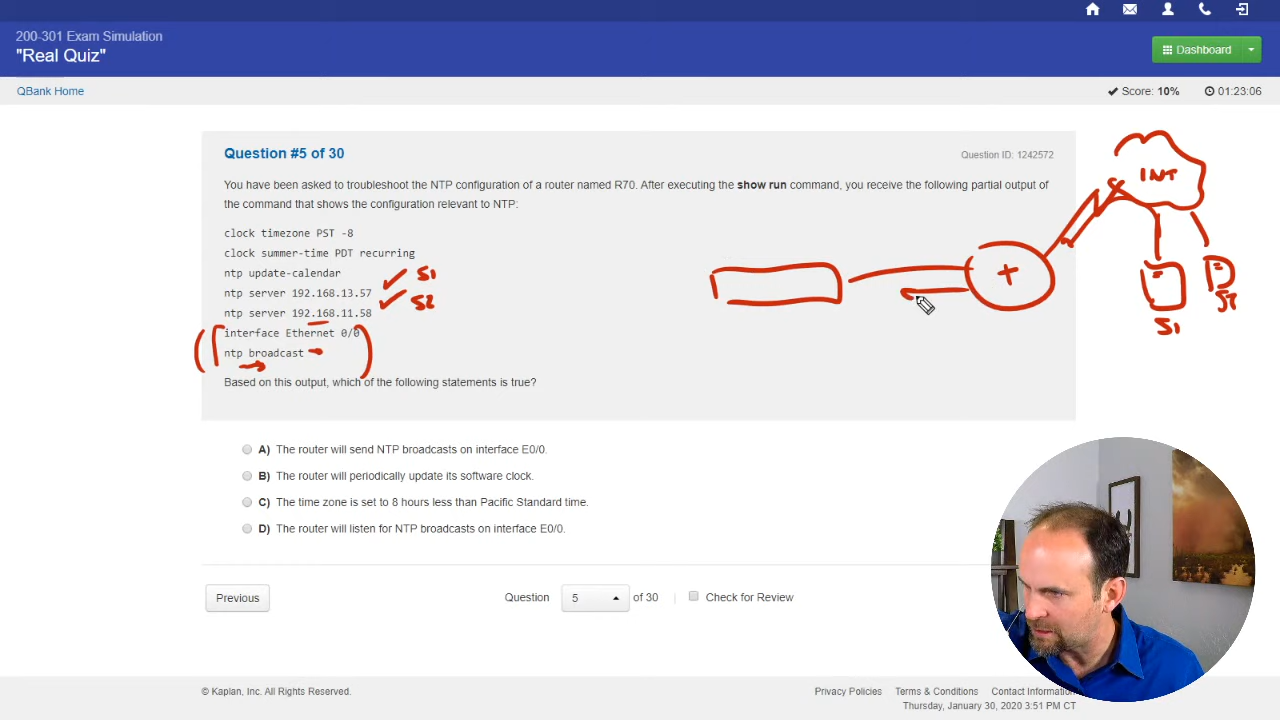 200-301 Exam Simulation
"Real Quiz"
Dashboard
QBank Home
Score: 10%
01:23:06
Question #5 of 30
Question ID: 1242572
You have been asked to troubleshoot the NTP configuration of a router named R70. After executing the show run command, you receive the following partial output of
the command that shows the configuration relevant to NTP:
clock timezone PST -8
clock summer-time PDT recurring
ntp update-calendar
ntp server 192.168.13.57
S1
ntp server 192.168.11.58
S2
interface Ethernet 0/0
ntp broadcast
Based on this output, which of the following statements is true?
INT
S1
A) The router will send NTP broadcasts on interface E0/0.
B) The router will periodically update its software clock.
C) The time zone is set to 8 hours less than Pacific Standard time.
D) The router will listen for NTP broadcasts on interface E0/0.
Previous
Question
5
of 30
Check for Review
© Kaplan, Inc. All Rights Reserved.
Privacy Policies
Terms & Conditions
Contact Information
Thursday, January 30, 2020 3:51 PM CT